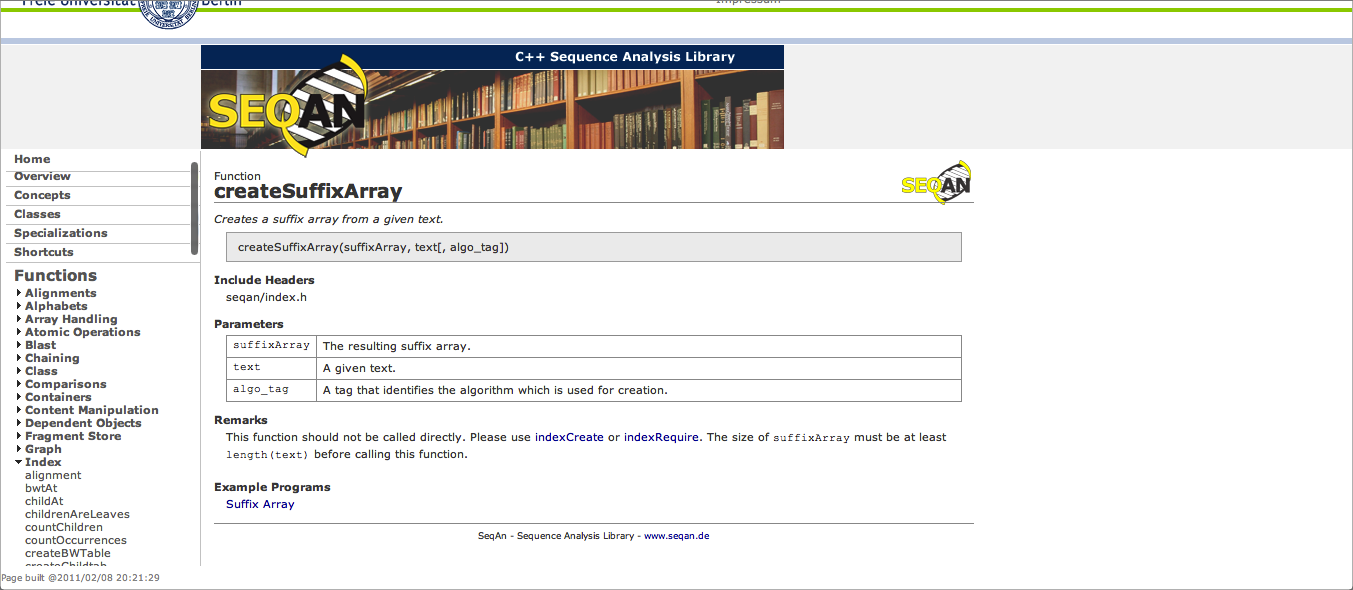 Freie Universität Berlin
Impressum
C++ Sequence Analysis Library
SEQAN
Home
Overview
Concepts
Classes
Specializations
Shortcuts
Functions
Alignments
Alphabets
Array Handling
Atomic Operations
Blast
Chaining
Class
Comparisons
Containers
Content Manipulation
Dependent Objects
Fragment Store
Graph
Index
alignment
bwtAt
childAt
childrenAreLeaves
countChildren
countOccurrences
createBWTable
createChildtab
Function
createSuffixArray
SEQAN
Creates a suffix array from a given text.
createSuffixArray(suffixArray, text[, algo_tag])
Include Headers
seqan/index.h
Parameters
suffixArray The resulting suffix array.
text A given text.
algo_tag A tag that identifies the algorithm which is used for creation.
Remarks
This function should not be called directly. Please use indexCreate or indexRequire. The size of suffixArray must be at least
length(text) before calling this function.
Example Programs
Suffix Array
SeqAn - Sequence Analysis Library - www.seqan.de
Page built @2011/02/08 20:21:29